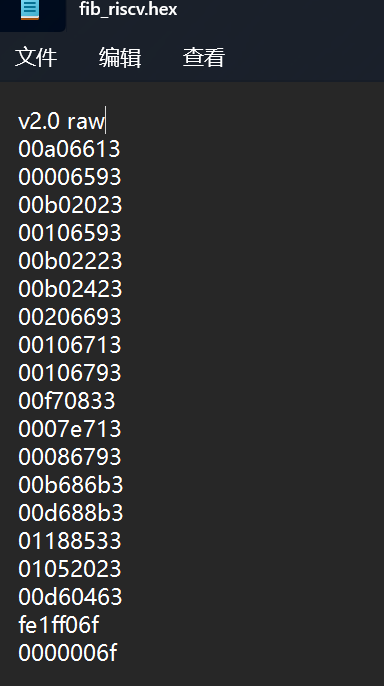 fib_riscv.hex
文件 编辑 查看
v2.0 raw
00a06613
00006593
00b02023
00106593
00b02223
00b02423
00206693
00106713
00106793
00f70833
0007e713
00086793
00b686b3
00d688b3
01188533
01052023
00d60463
fe1ff06f
0000006f